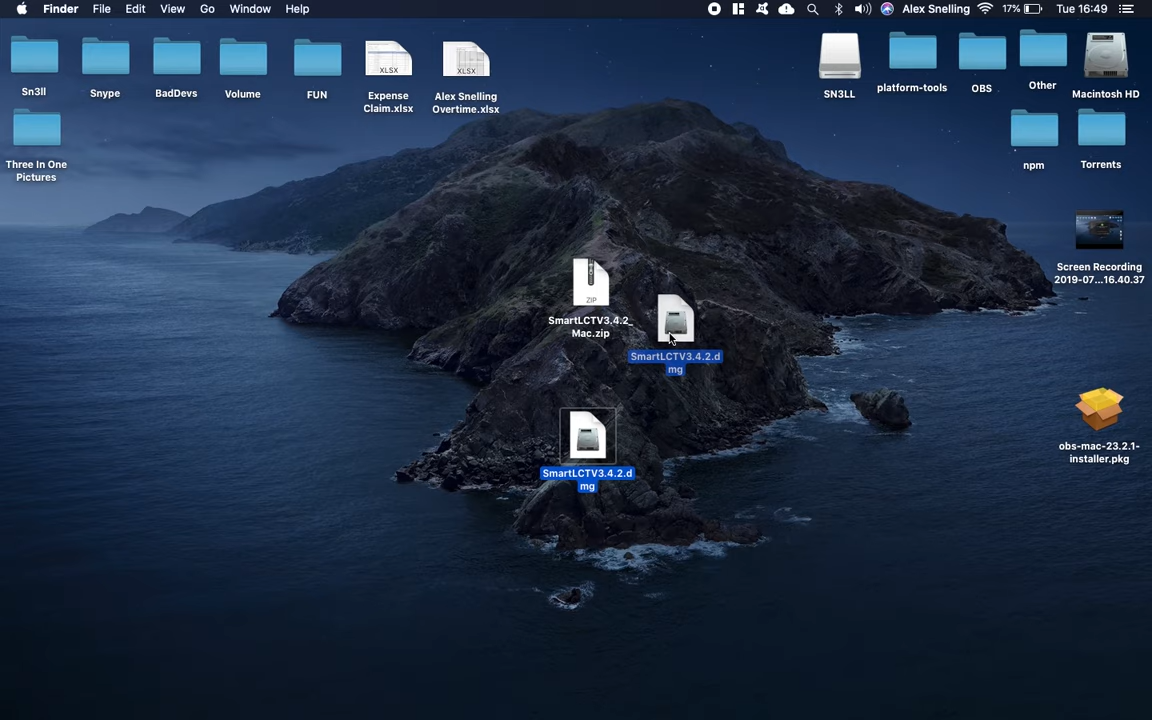 Finder File Edit View Go Window Help Alex Snelling 17% Tue 16:49
Sn3ll
Snype
BadDevs
Volume
FUN
XLSX
Expense
Claim.xlsx
XLSX
Alex Snelling
Overtime.xlsx
SN3LL
platform-tools
OBS
Other
Macintosh HD
Three In One
Pictures
npm
Torrents
Screen Recording
2019-07...16.40.37
ZIP
SmartLCTV3.4.2_
Mac.zip
SmartLCTV3.4.2.d
mg
SmartLCTV3.4.2.d
mg
obs-mac-23.2.1-
installer.pkg